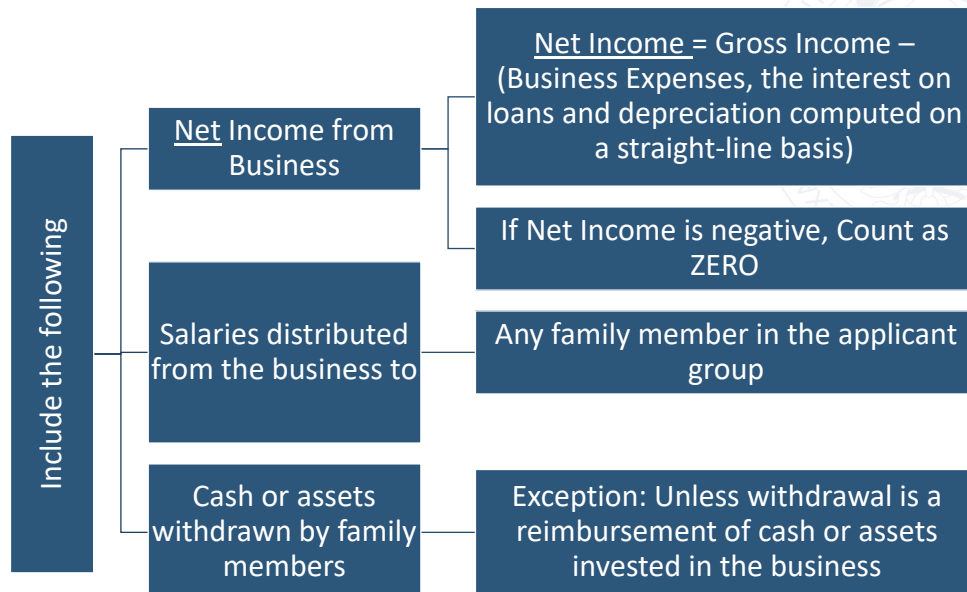 Include the following
Net Income from
Business
Net Income = Gross Income –
(Business Expenses, the interest on
loans and depreciation computed on
a straight-line basis)
If Net Income is negative, Count as
ZERO
Salaries distributed
from the business to
Any family member in the applicant
group
Cash or assets
withdrawn by family
members
Exception: Unless withdrawal is a
reimbursement of cash or assets
invested in the business